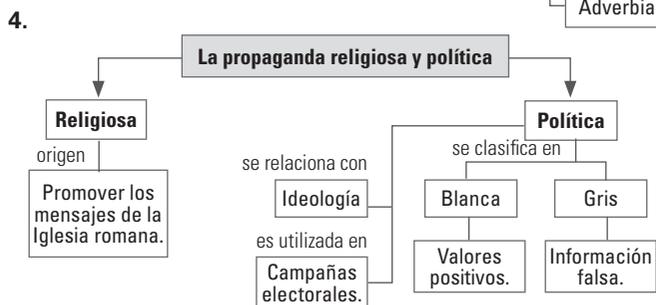 Adverbia
4.
La propaganda religiosa y política
Religiosa
origen
Promover los
mensajes de la
Iglesia romana.
Política
se relaciona con
Ideología
es utilizada en
Campañas
electorales.
se clasifica en
Blanca
Valores
positivos.
Gris
Información
falsa.